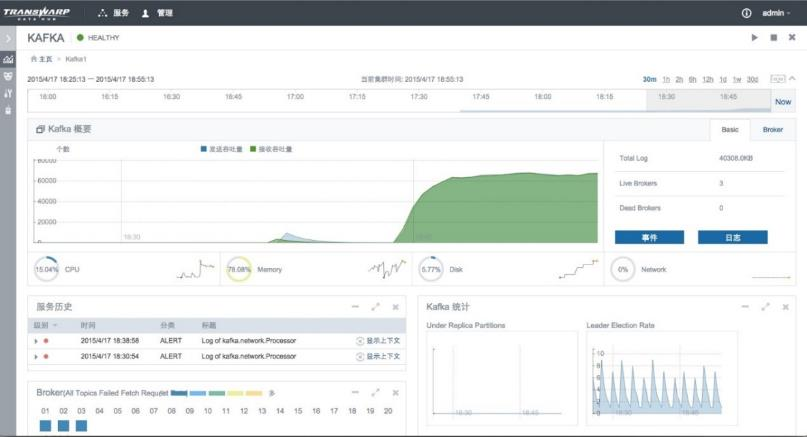 TRANSWARP
DATA HUB
服务
管理
admin
KAFKA
HEALTHY
主页 > Kafka1
2015/4/17 18:25:13 — 2015/4/17 18:55:13
当前集群时间: 2015/4/17 18:55:13
30m 1h 2h 6h 12h 1d 1w 30d
16:00 16:15 16:30 16:45 17:00 17:15 17:30 17:45 18:00 18:15 18:30 18:45
Now
Kafka 概要
Basic
Broker
个数
发送吞吐量
接收吞吐量
80000
60000
40000
20000
0
18:30
18:45
Total Log 40308.0KB
Live Brokers 3
Dead Brokers 0
事件
日志
15.04% CPU
78.08% Memory
5.77% Disk
0% Network
服务历史
级别 时间 分类 标题
2015/4/17 18:38:58 ALERT Log of kafka.network.Processor 显示上下文
2015/4/17 18:30:54 ALERT Log of kafka.network.Processor 显示上下文
Broker(All Topics Failed Fetch Request
多
01 02 03 04 05 06 07 08 09 10 11 12 13 14 15 16 17 18 19 20
Kafka 统计
Under Replica Partitions
18:30
18:45
Leader Election Rate
10
8
6
4
2
0
18:30
18:45